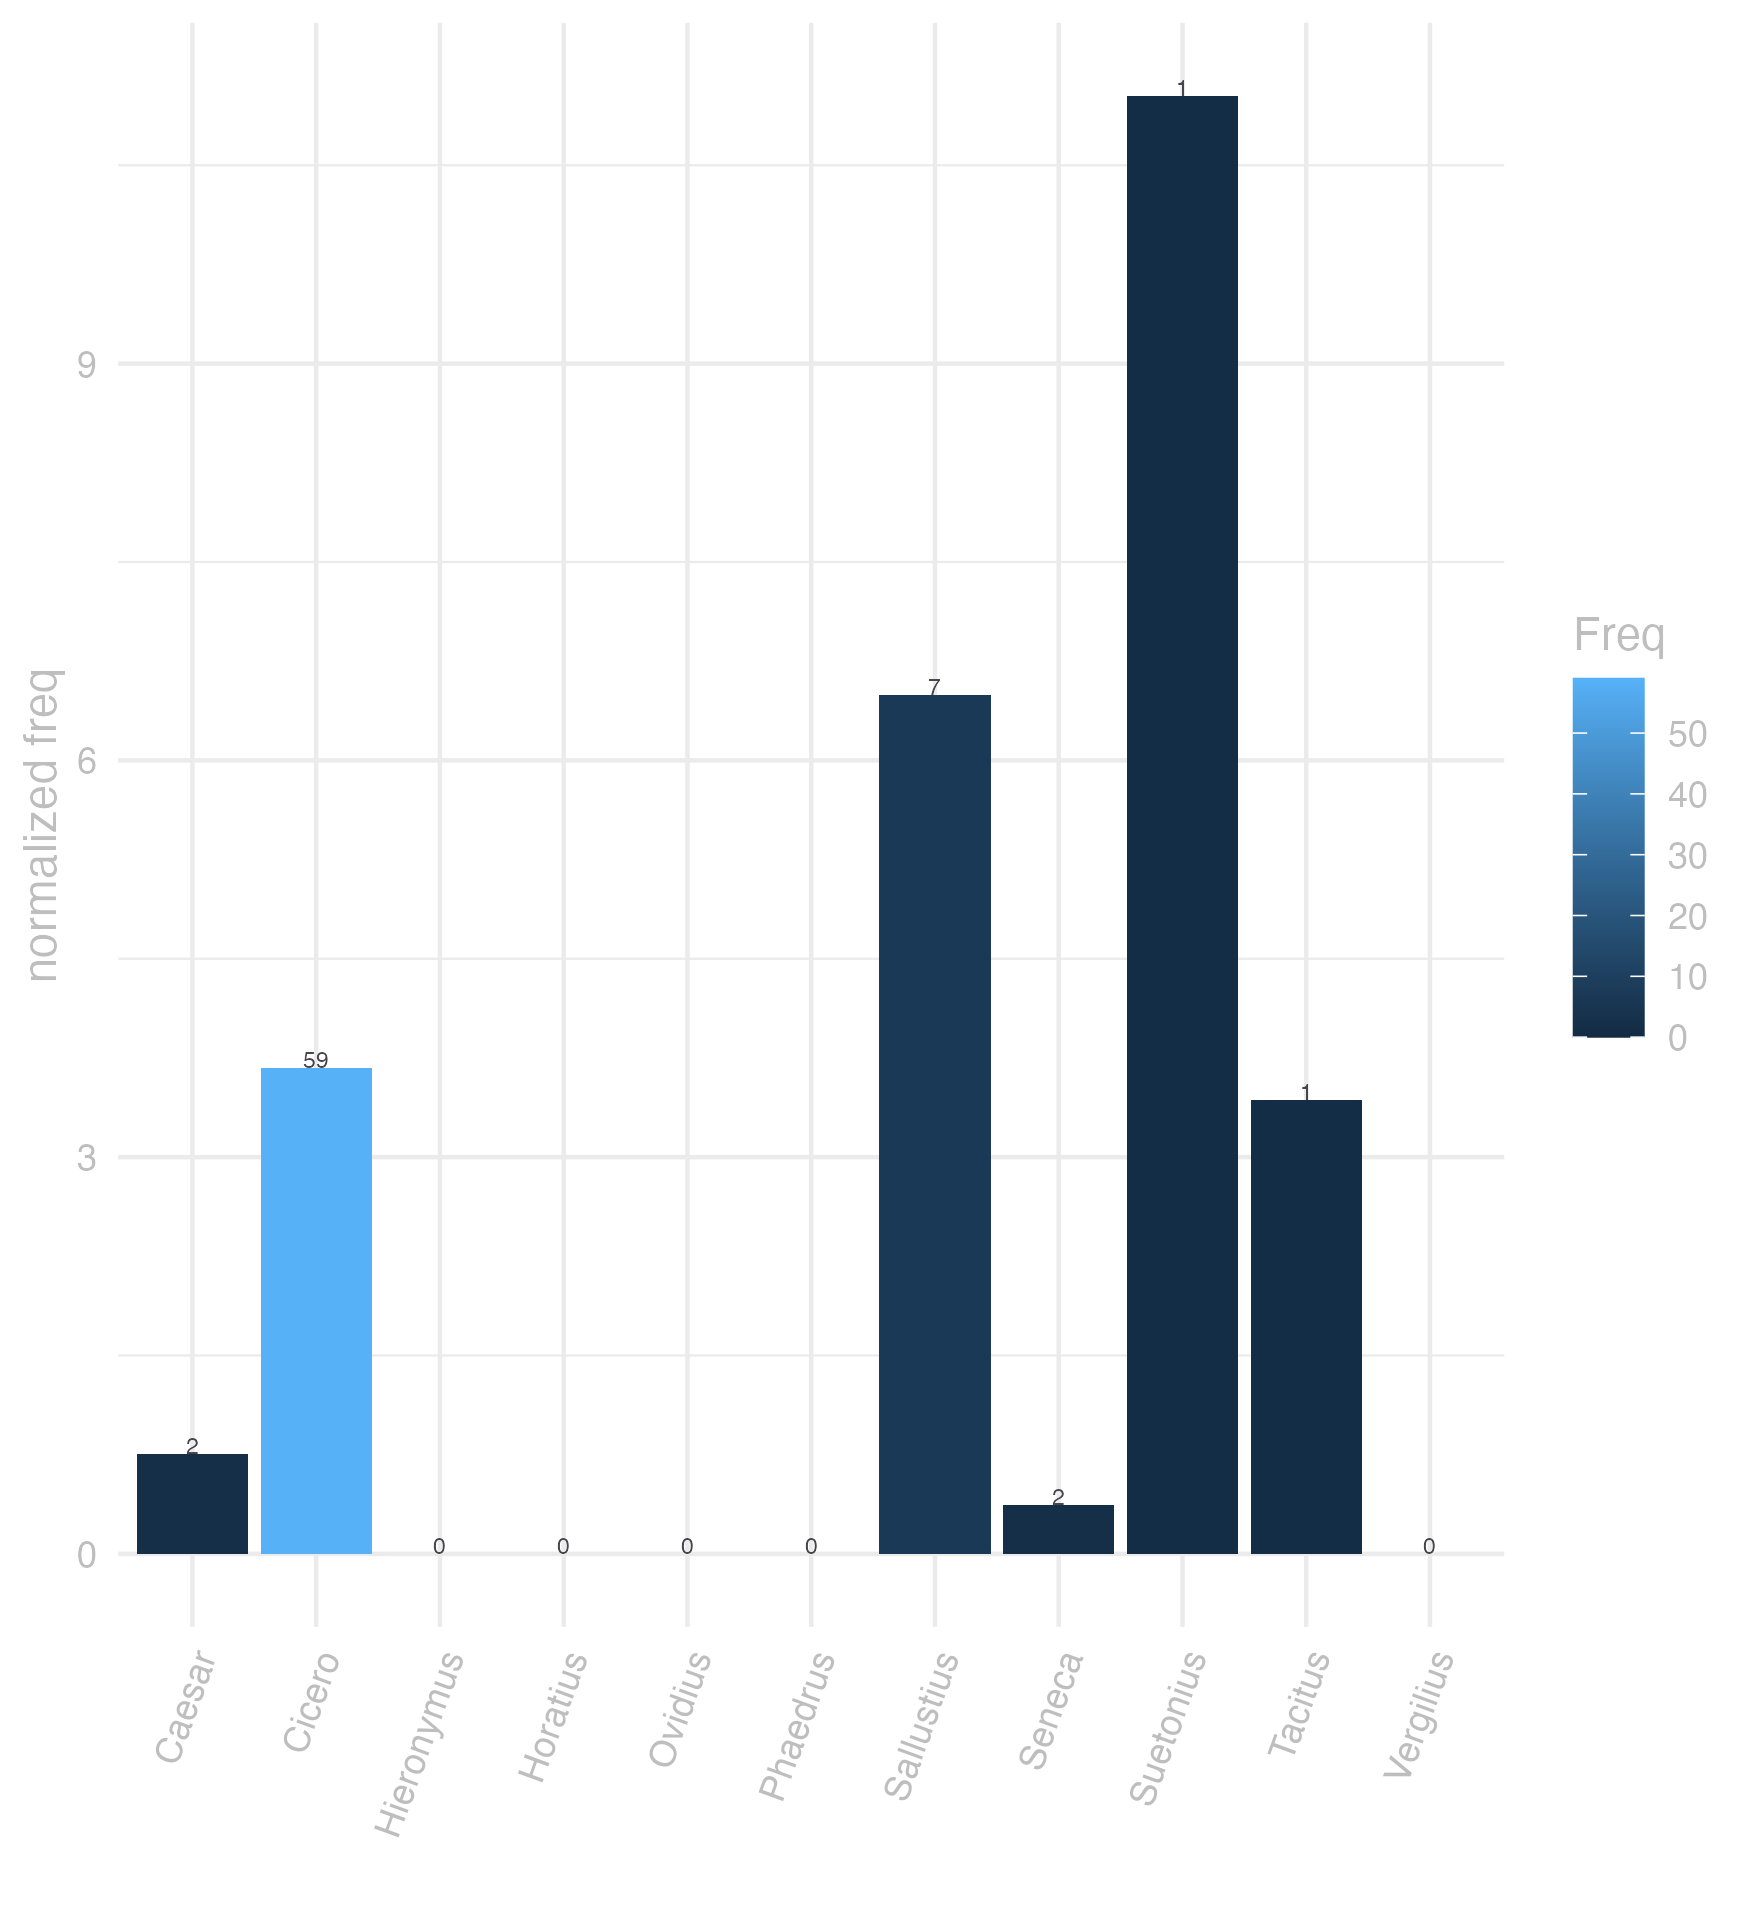 1
9
7
6
59
3
1
2
2
0
0
0
0
0
0
normalized freq
Caesar
Cicero
Hieronymus
Horatius
Ovidius
Phaedrus
Sallustius
Seneca
Suetonius
Tacitus
Vergilius
Freq
50
40
30
20
10
0